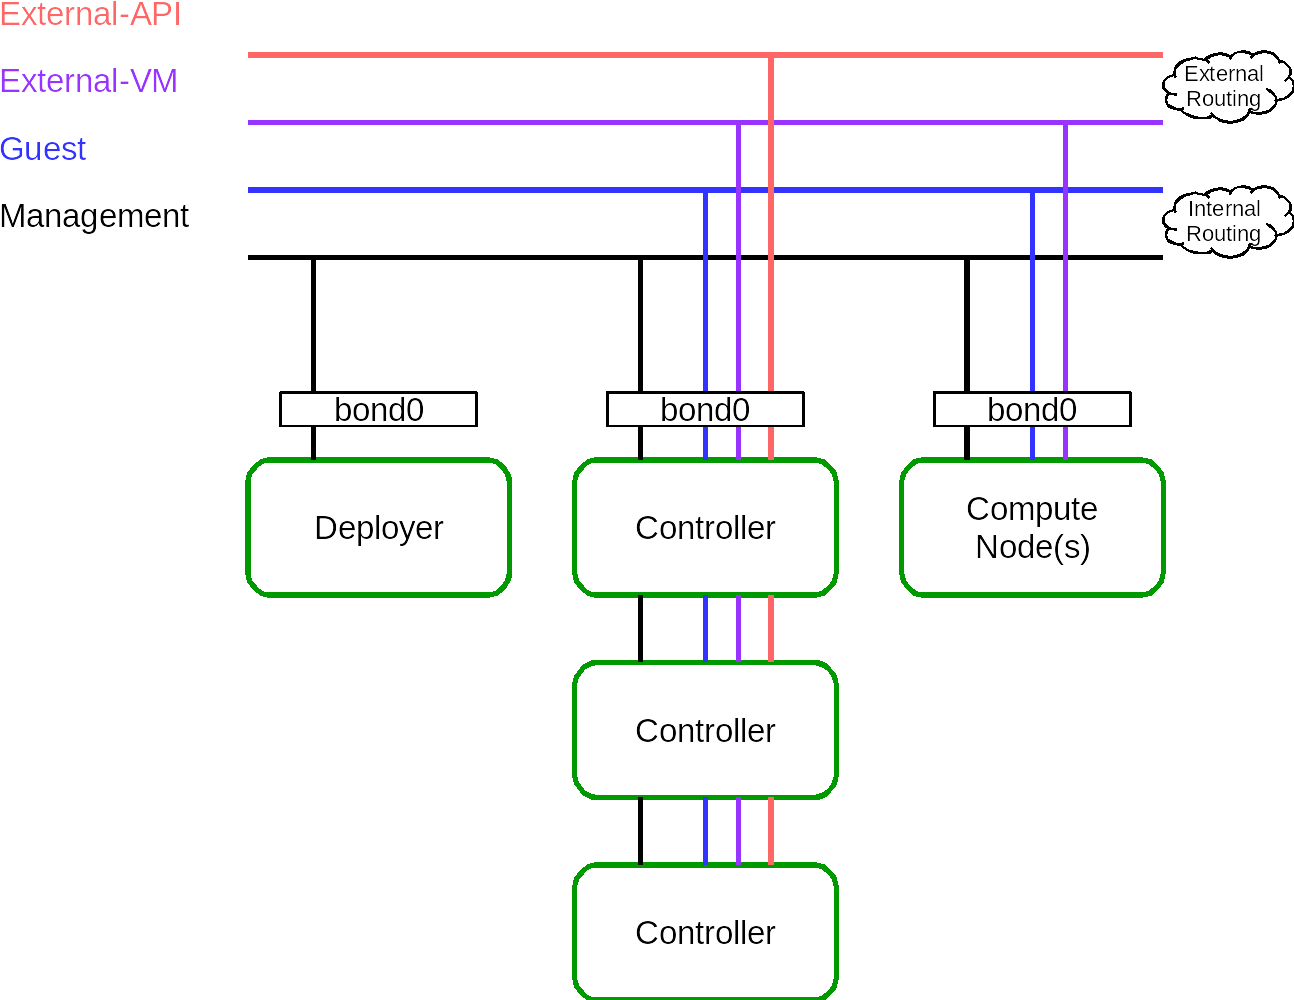 External-API
External-VM
Guest
Management
External
Routing
Internal
Routing
bond0
bond0
bond0
Deployer
Controller
Compute
Node(s)
Controller
Controller